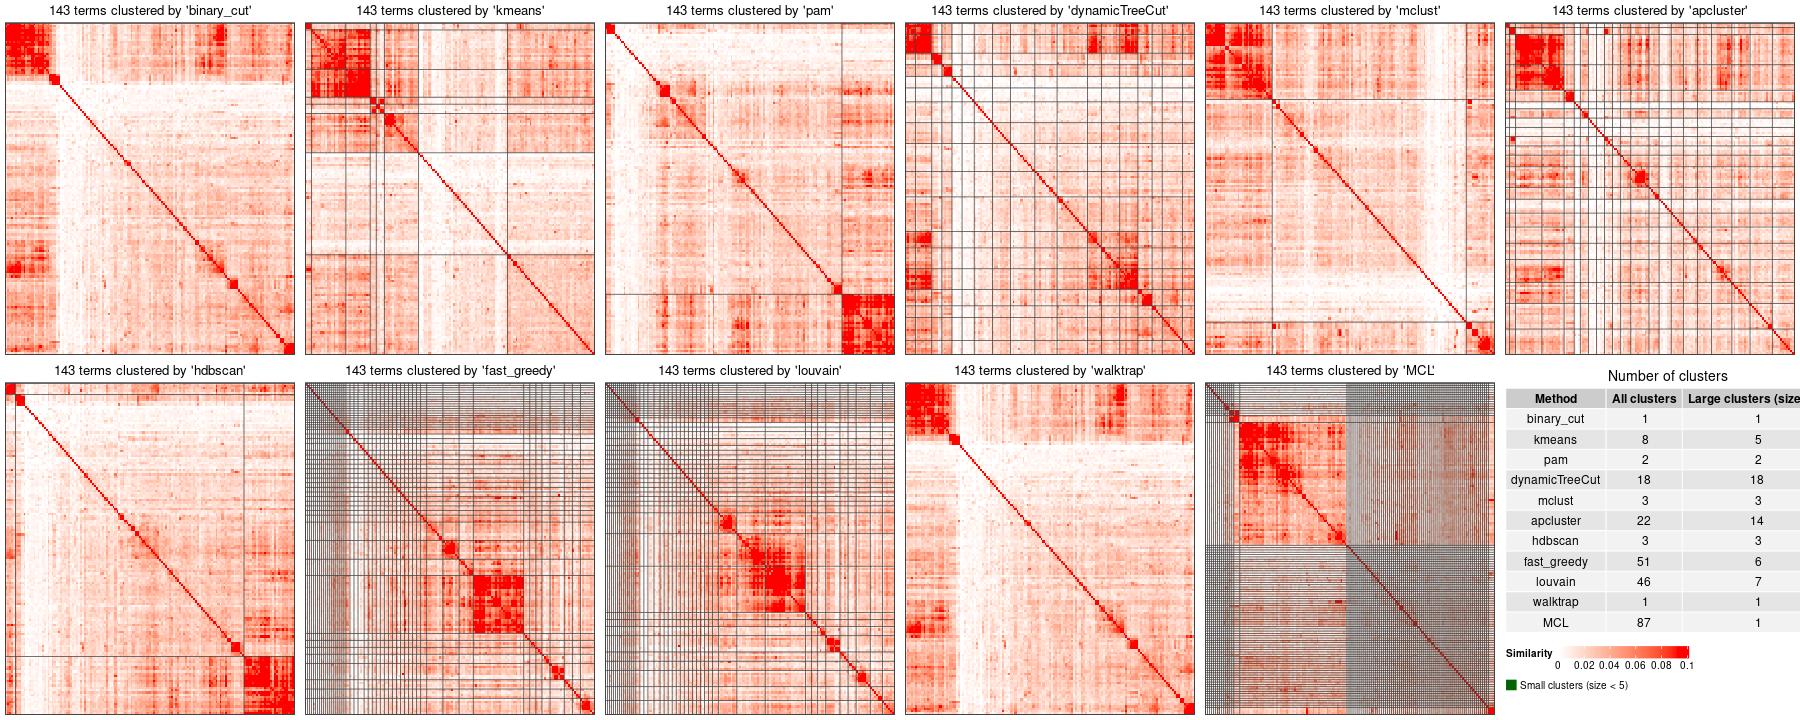 143 terms clustered by 'binary_cut'
143 terms clustered by 'kmeans'
143 terms clustered by 'pam'
143 terms clustered by 'dynamicTreeCut'
143 terms clustered by 'mclust'
143 terms clustered by 'apcluster'
143 terms clustered by 'hdbscan'
143 terms clustered by 'fast_greedy'
143 terms clustered by 'louvain'
143 terms clustered by 'walktrap'
143 terms clustered by 'MCL'
Number of clusters
Method All clusters Large clusters (size
binary_cut 1 1
kmeans 8 5
pam 2 2
dynamicTreeCut 18 18
mclust 3 3
apcluster 22 14
hdbscan 3 3
fast_greedy 51 6
louvain 46 7
walktrap 1 1
MCL 87 1
Similarity
0 0.02 0.04 0.06 0.08 0.1
Small clusters (size < 5)